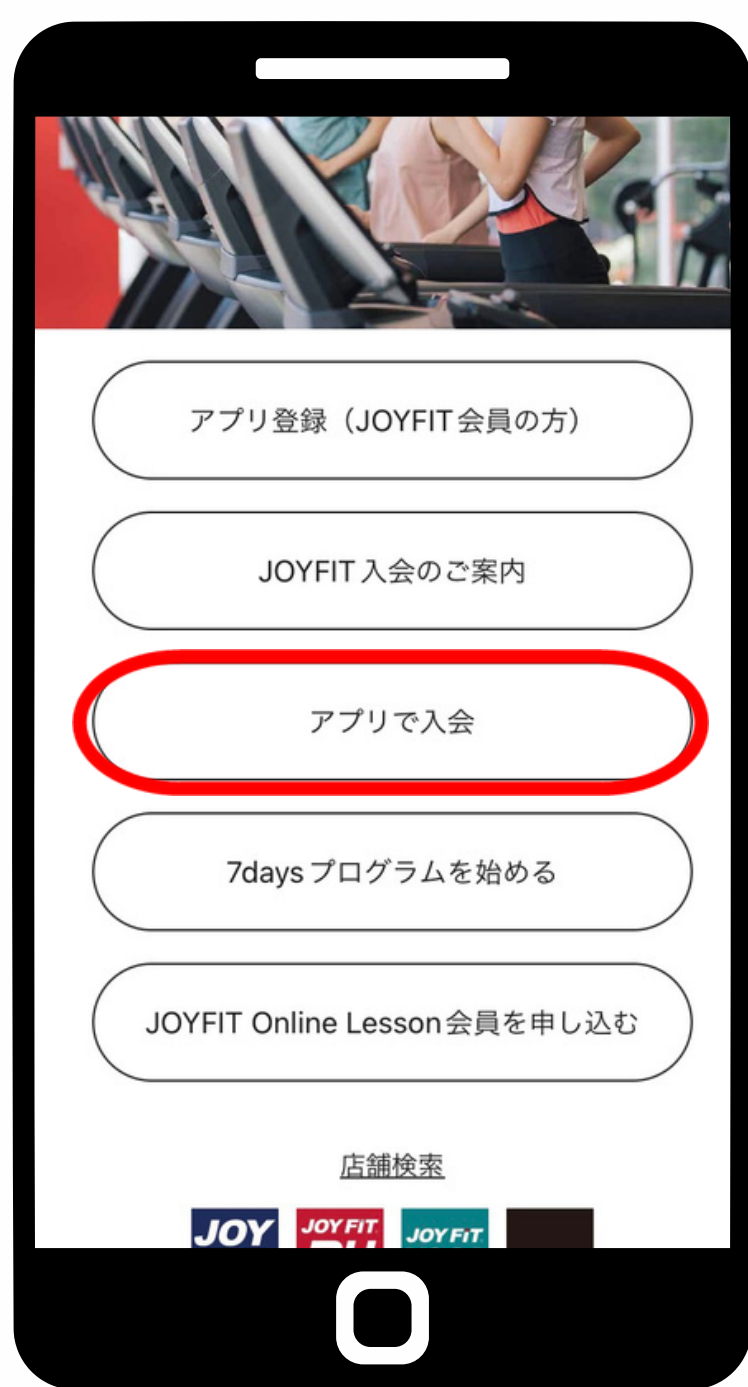 アプリ登録（JOYFIT会員の方）
JOYFIT入会のご案内
アプリで入会
7daysプログラムを始める
JOYFIT Online Lesson会員を申し込む
店舗検索
JOY
JOYFIT
JOYFIT